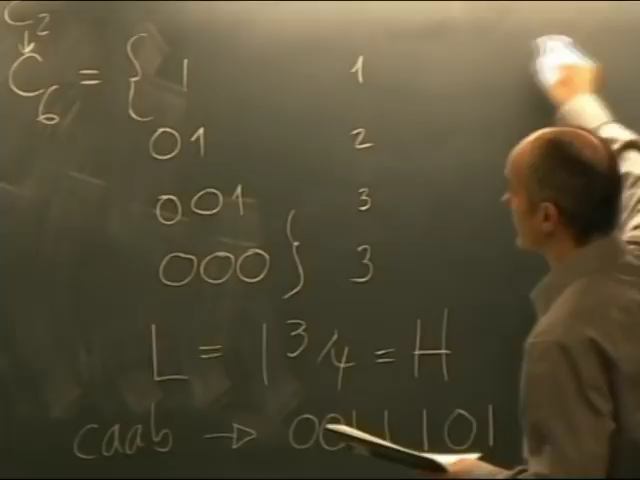 C2
C6 = { 1 1
01 2
001 3
000 } 3
L = 1 3/4 = H
caab → 0011101